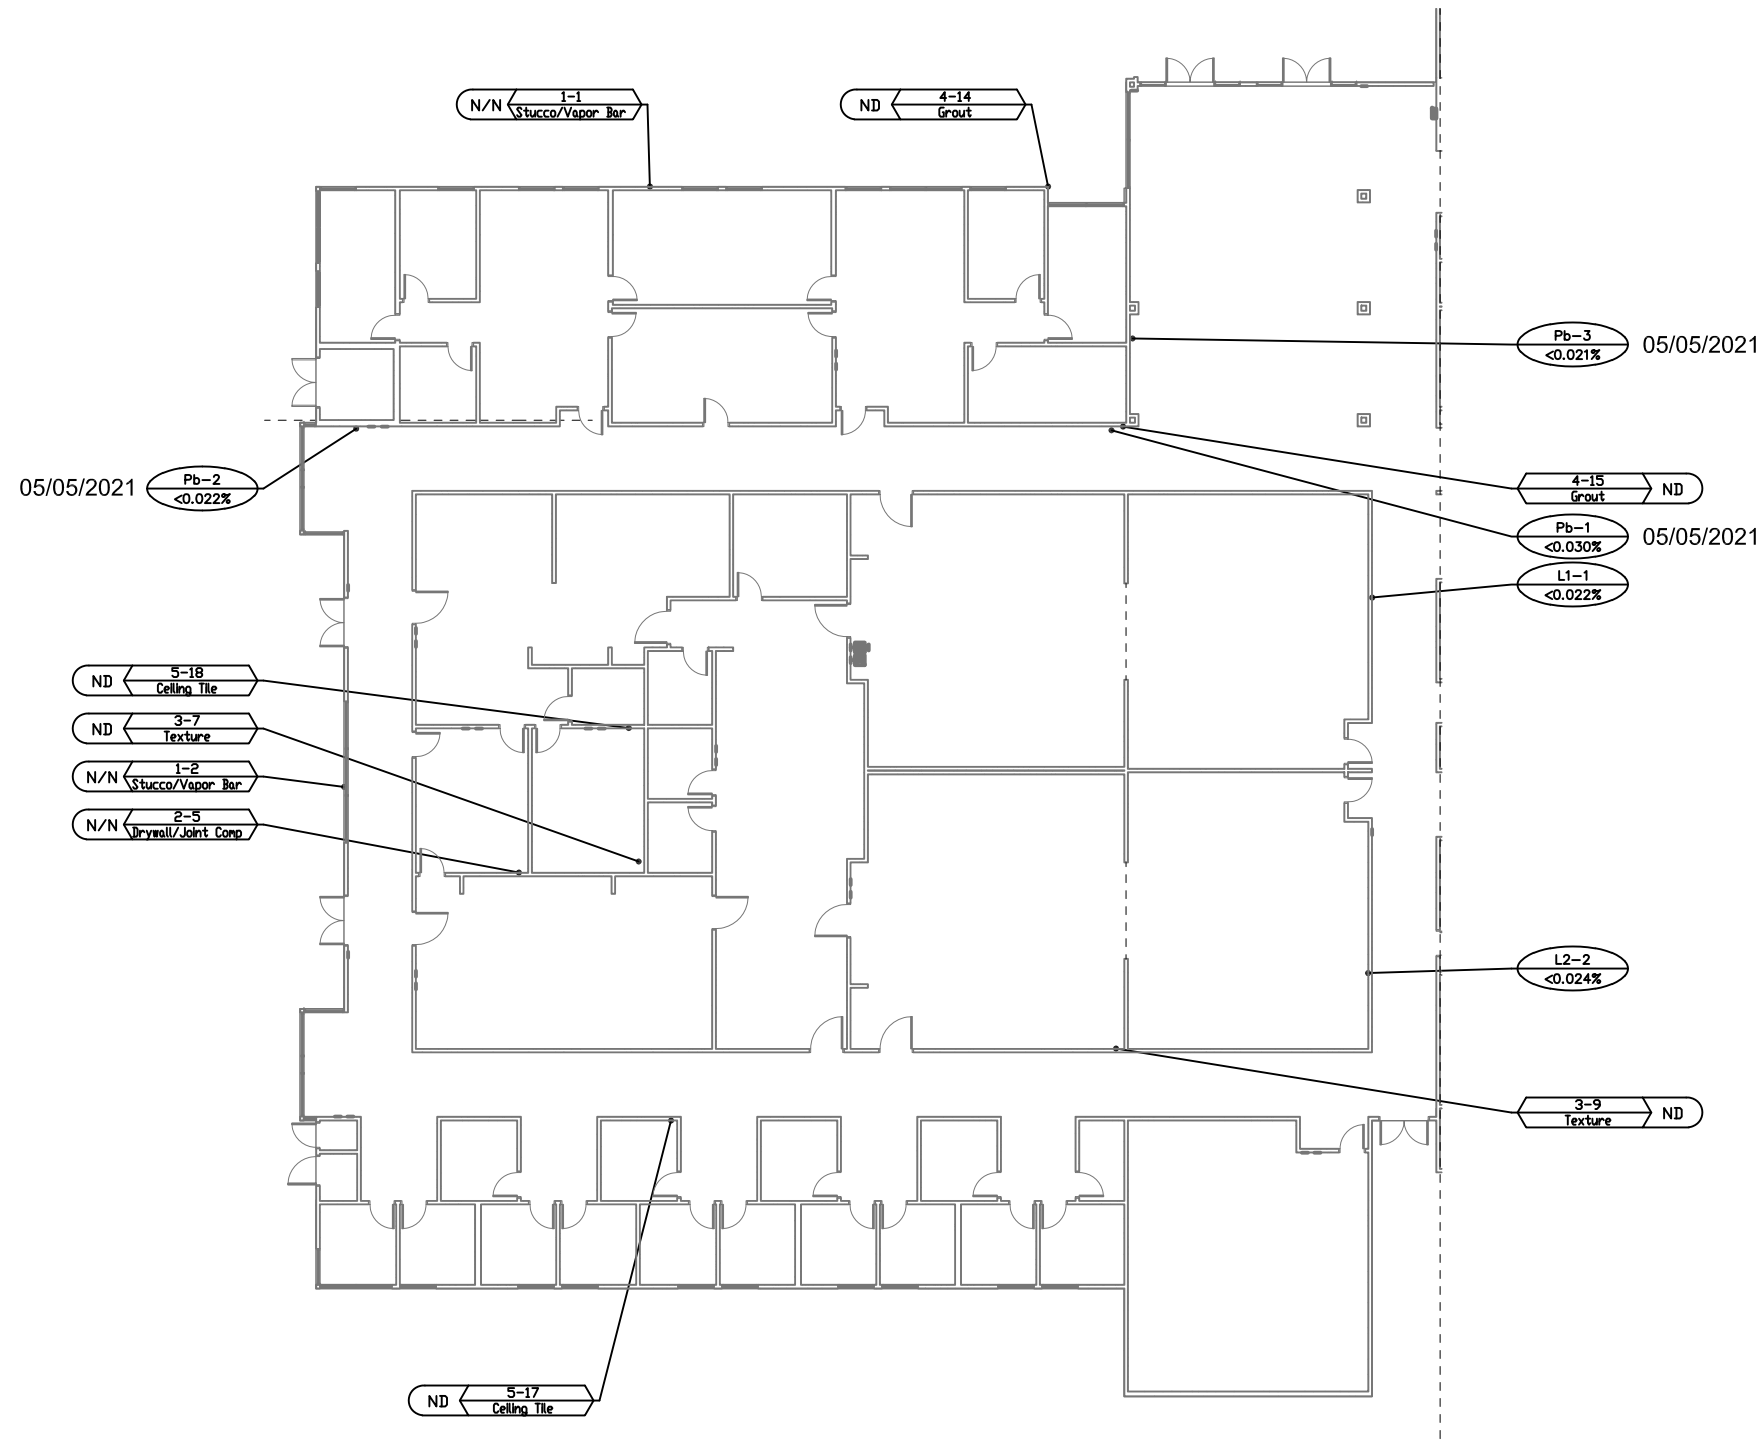 N/N
1-1
Stucco/Vapor Bar
ND
4-14
Grout
Pb-3
<0.021%
05/05/2021
05/05/2021
Pb-2
<0.022%
4-15
Grout
ND
Pb-1
<0.030%
05/05/2021
L1-1
<0.022%
ND
5-18
Ceiling Tile
ND
3-7
Texture
N/N
1-2
Stucco/Vapor Bar
N/N
2-5
Drywall/Joint Comp
L2-2
<0.024%
3-9
Texture
ND
ND
5-17
Ceiling Tile